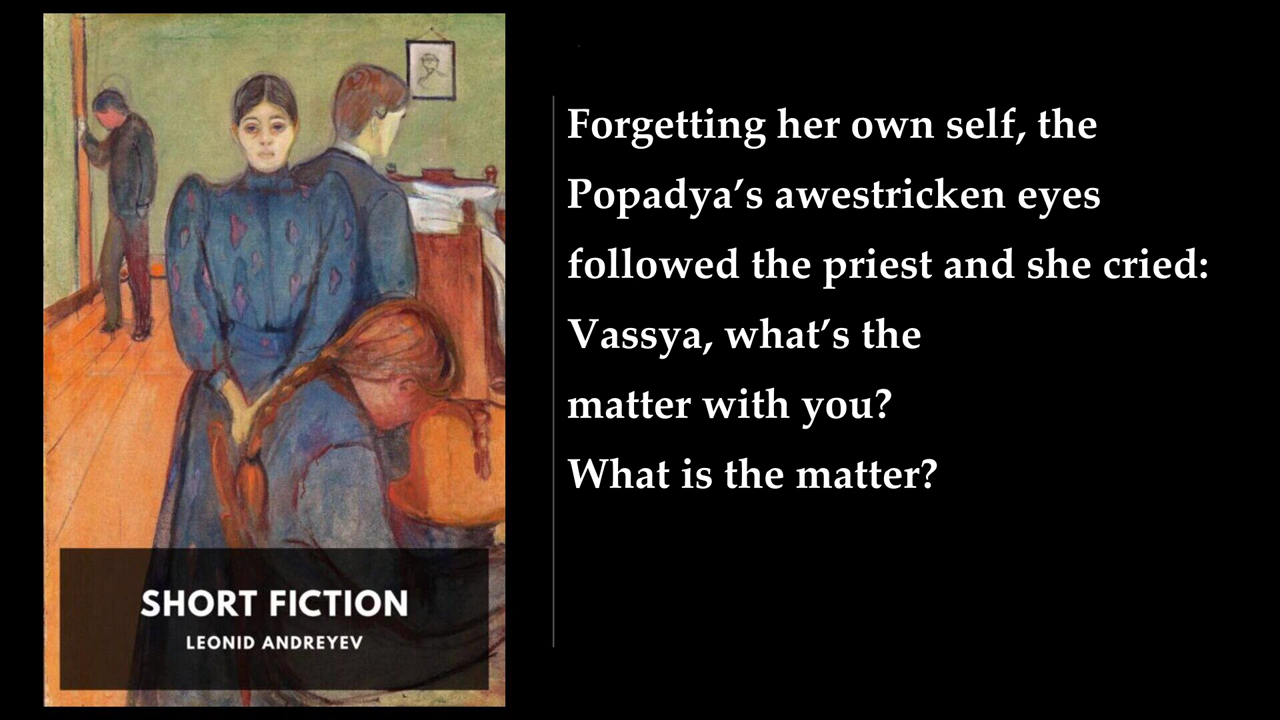 Forgetting her own self, the
Popadya’s awestricken eyes
followed the priest and she cried:
Vassya, what’s the
matter with you?
What is the matter?
SHORT FICTION
LEONID ANDREYEV